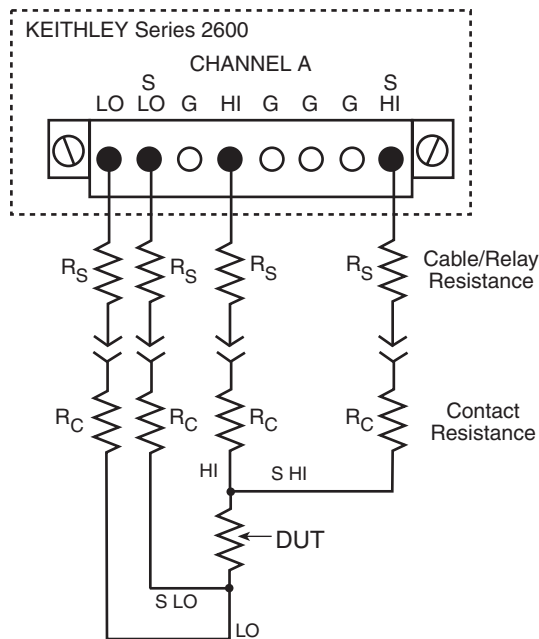 KEITHLEY Series 2600
CHANNEL A
S
S
LO
LO
G
HI
G
G
G
HI
RS
RS
RS
RS
Cable/Relay
Resistance
RC
RC
RC
RC
Contact
Resistance
HI
S HI
DUT
S LO
LO